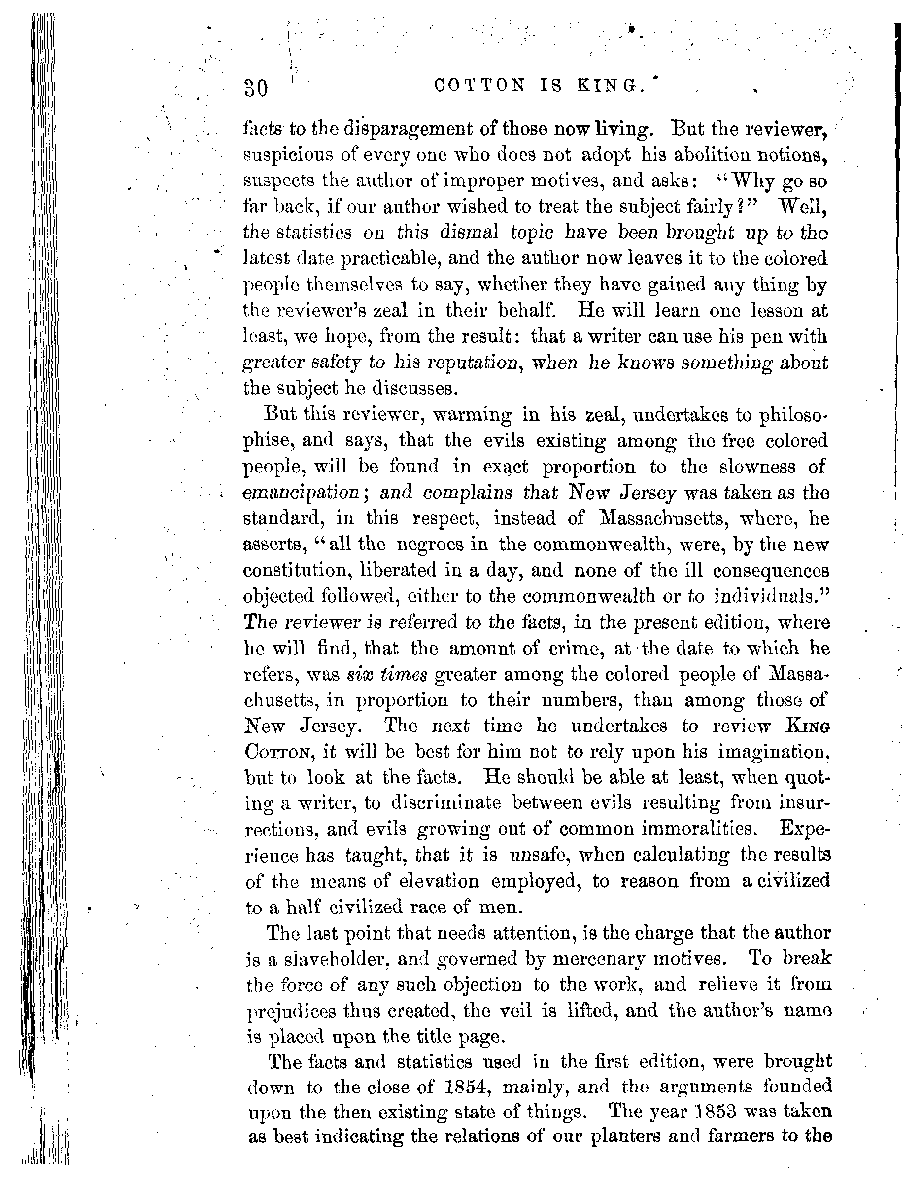 30 COTTON IS KING.
facts to the disparagement of those now living. But the reviewer,
suspicious of every one who does not adopt his abolition notions,
suspects the author of improper motives, and asks: "Why go so
far back, if our author wished to treat the subject fairly?" Well,
the statistics on this dismal topic have been brought up to the
latest date practicable, and the author now leaves it to the colored
people themselves to say, whether they have gained any thing by
the reviewer's zeal in their behalf. He will learn one lesson at
least, we hope, from the result: that a writer can use his pen with
greater safety to his reputation, when he knows something about
the subject he discusses.
But this reviewer, warming in his zeal, undertakes to philoso-
phise, and says, that the evils existing among the free colored
people, will be found in exact proportion to the slowness of
emancipation; and complains that New Jersey was taken as the
standard, in this respect, instead of Massachusetts, where, he
asserts, "all the negroes in the commonwealth, were, by the new
constitution, liberated in a day, and none of the ill consequences
objected followed, either to the commonwealth or to individuals."
The reviewer is referred to the facts, in the present edition, where
he will find, that the amount of crime, at the date to which he
refers, was six times greater among the colored people of Massa-
chusetts, in proportion to their numbers, than among those of
New Jersey. The next time he undertakes to review KING
COTTON, it will be best for him not to rely upon his imagination,
but to look at the facts. He should be able at least, when quot-
ing a writer, to discriminate between evils resulting from insur-
rections, and evils growing out of common immoralities. Expe-
rience has taught, that it is unsafe, when calculating the results
of the means of elevation employed, to reason from a civilized
to a half civilized race of men.
The last point that needs attention, is the charge that the author
is a slaveholder, and governed by mercenary motives. To break
the force of any such objection to the work, and relieve it from
prejudices thus created, the veil is lifted, and the author's name
is placed upon the title page.
The facts and statistics used in the first edition, were brought
down to the close of 1854, mainly, and the arguments founded
upon the then existing state of things. The year 1853 was taken
as best indicating the relations of our planters and farmers to the